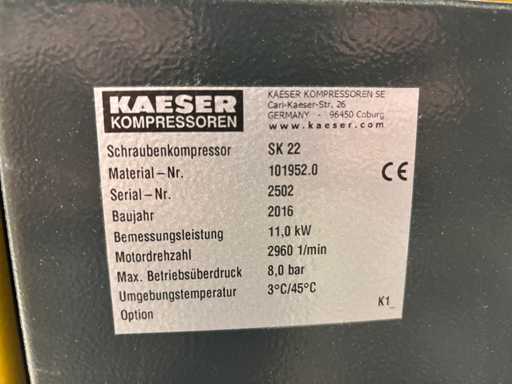 KAESER
KOMPRESSOREN
KAESER KOMPRESSOREN SE
Carl-Kaeser-Str. 26
GERMANY - 96450 Coburg
www.kaeser.com
Schraubenkompressor SK 22
Material-Nr. 101952.0
Serial-Nr. 2502
Baujahr 2016
Bemessungsleistung 11,0 kW
Motordrehzahl 2960 1/min
Max. Betriebsüberdruck 8,0 bar
Umgebungstemperatur 3°C/45°C
Option
CE
K1_